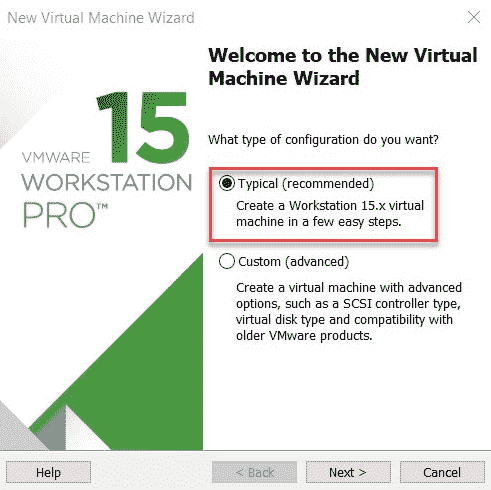 New Virtual Machine Wizard
Welcome to the New Virtual
Machine Wizard
15
VMWARE
WORKSTATION
PRO™
What type of configuration do you want?
Typical (recommended)
Create a Workstation 15.x virtual
machine in a few easy steps.
Custom (advanced)
Create a virtual machine with advanced
options, such as a SCSI controller type,
virtual disk type and compatibility with
older VMware products.
Help
< Back
Next >
Cancel